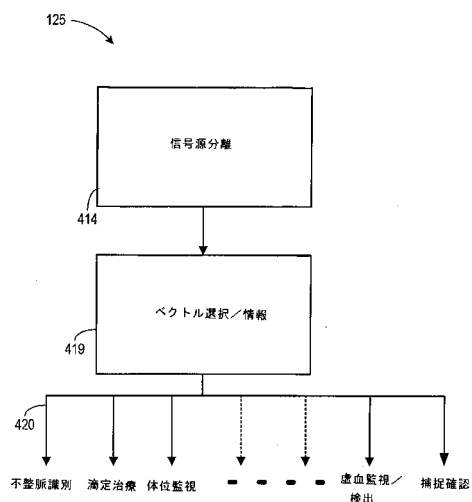 125
信号源分離
414
ベクトル選択／情報
419
420
不整脈識別 滴定治療 体位監視 虚血監視／
検出 捕捉確認